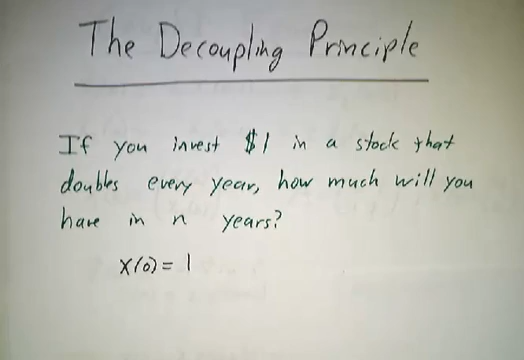 The Decoupling Principle
If you invest $1 in a stock that
doubles every year, how much will you
have in n years?
x(0) = 1